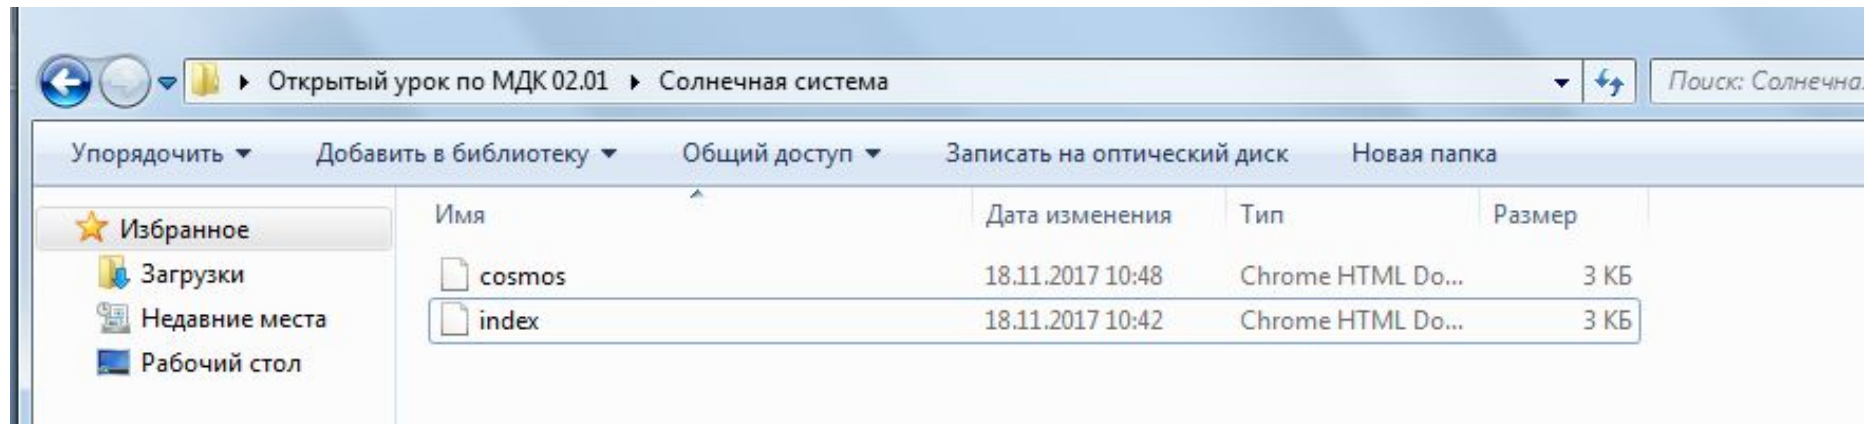 Открытый урок по МДК 02.01 Солнечная система Поиск: Солнечна
Упорядочить Добавить в библиотеку Общий доступ Записать на оптический диск Новая папка
Имя Дата изменения Тип Размер
Избранное
Загрузки
Недавние места
Рабочий стол
cosmos 18.11.2017 10:48 Chrome HTML Do... 3 КБ
index 18.11.2017 10:42 Chrome HTML Do... 3 КБ